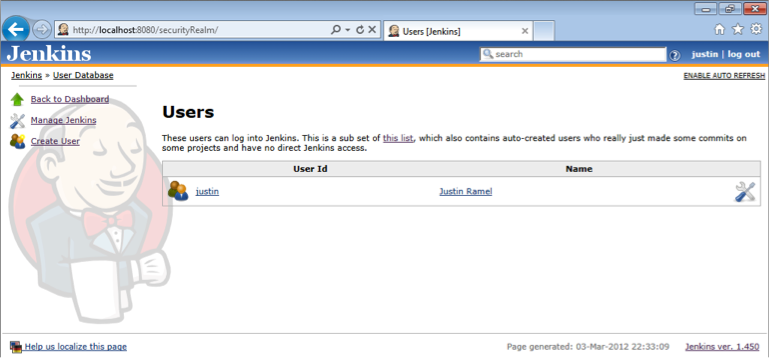 http://localhost:8080/securityRealm/
Users [Jenkins]
Jenkins
search
justin | log out
Jenkins » User Database
ENABLE AUTO REFRESH
Back to Dashboard
Manage Jenkins
Create User
Users
These users can log into Jenkins. This is a sub set of this list, which also contains auto-created users who really just made some commits on
some projects and have no direct Jenkins access.
User Id Name
justin Justin Ramel
Help us localize this page
Page generated: 03-Mar-2012 22:33:09 Jenkins ver. 1.450